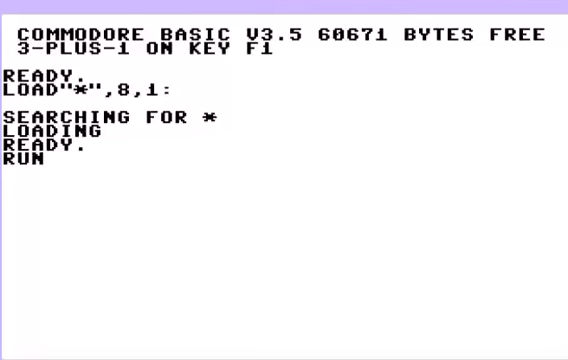 COMMODORE BASIC V3.5 60671 BYTES FREE
3-PLUS-1 ON KEY F1
READY.
LOAD"*",8,1:
SEARCHING FOR *
LOADING
READY.
RUN